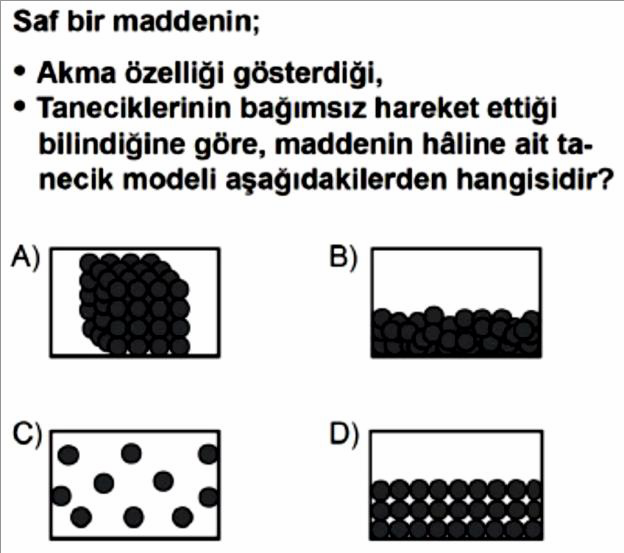 Saf bir maddenin;
• Akma özelliği gösterdiği,
• Taneciklerinin bağımsız hareket ettiği
bilindiğine göre, maddenin hâline ait ta-
necik modeli aşağıdakilerden hangisidir?
A) B)
C) D)